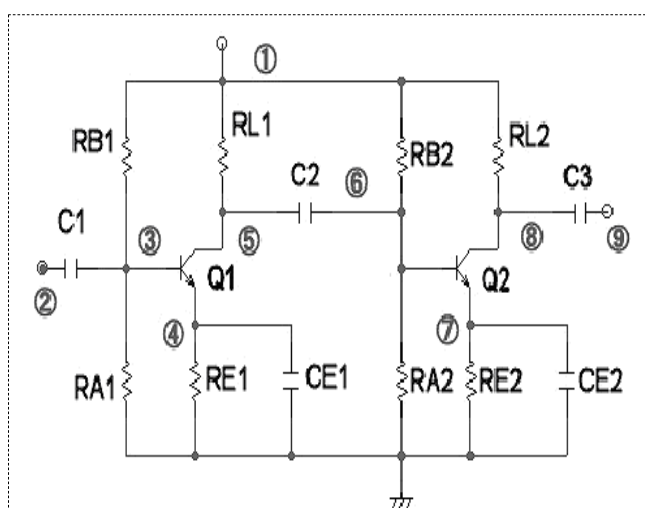 ①
RB1
RL1
RB2
RL2
C2
⑥
C3
C1
③
⑤
⑧
⑨
②
Q1
Q2
④
⑦
RA1
RE1
CE1
RA2
RE2
CE2